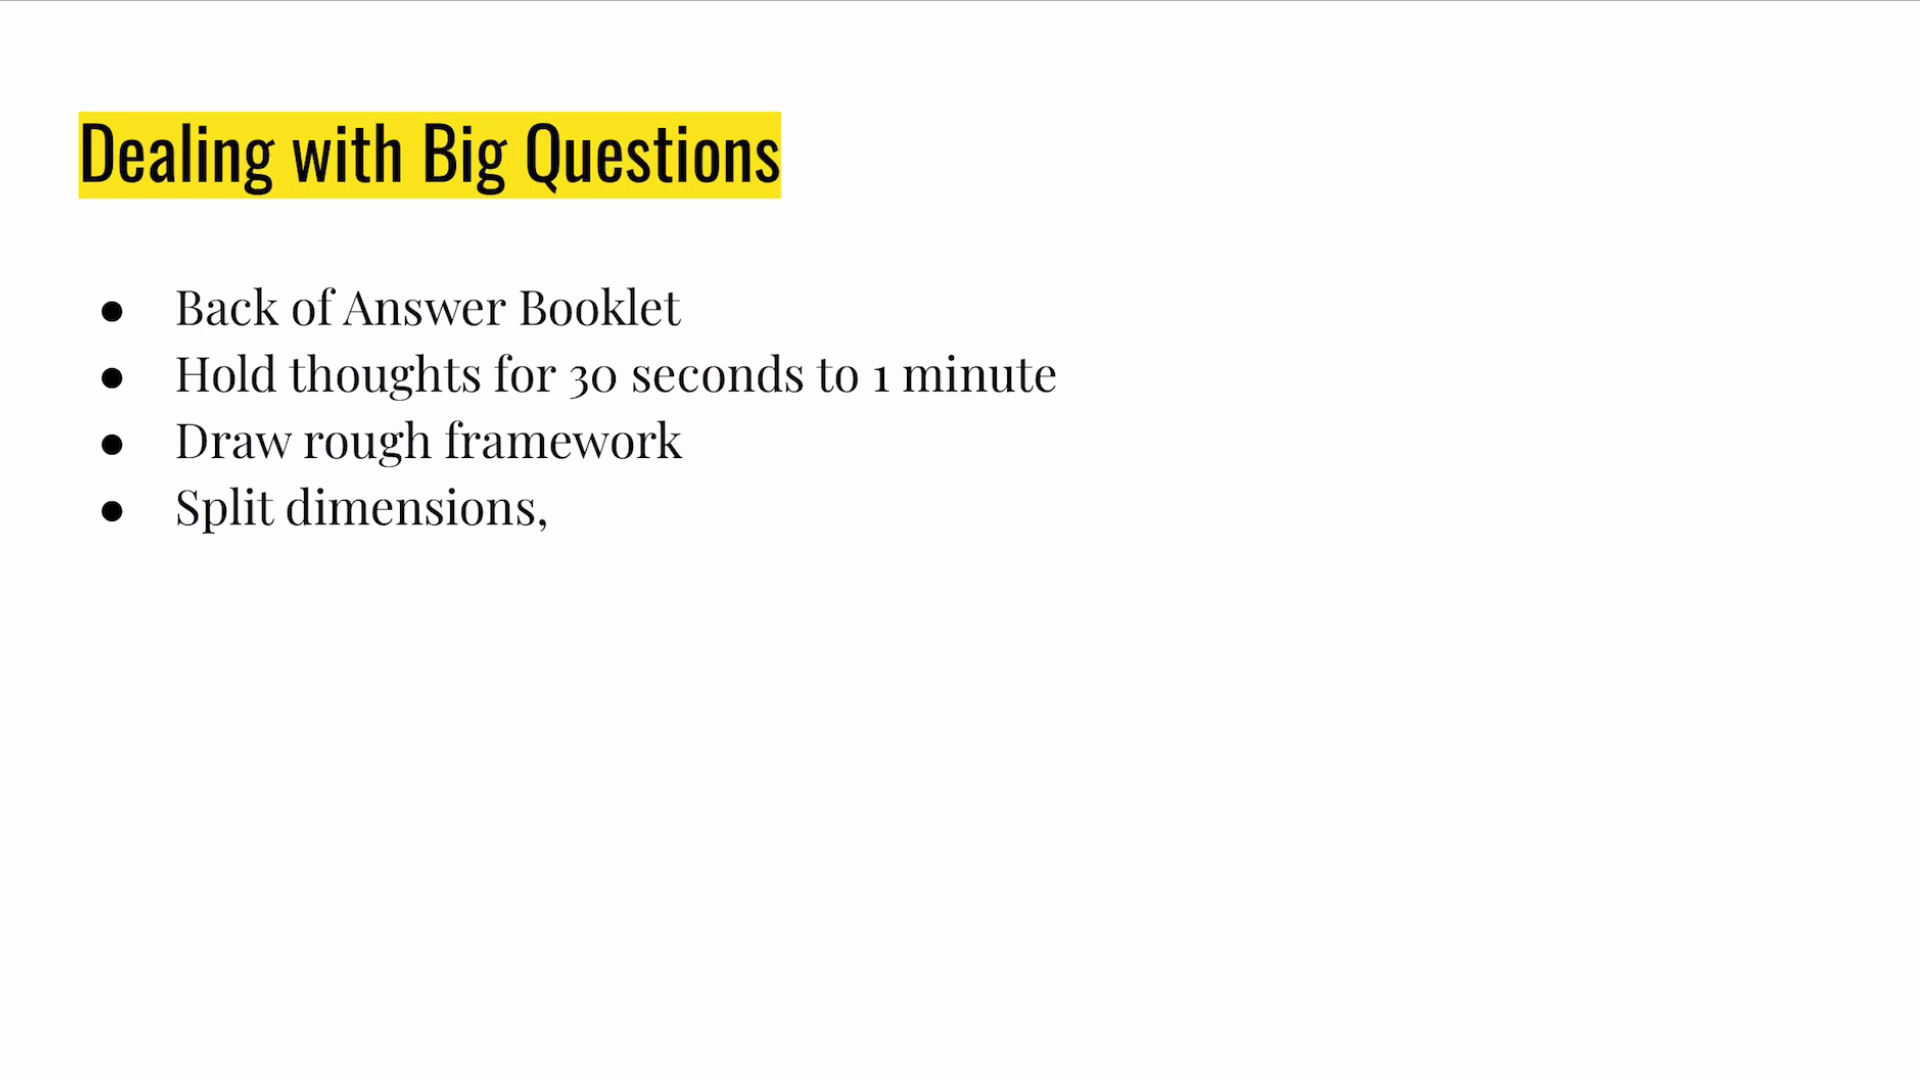 Dealing with Big Questions
● Back of Answer Booklet
● Hold thoughts for 30 seconds to 1 minute
● Draw rough framework
● Split dimensions,